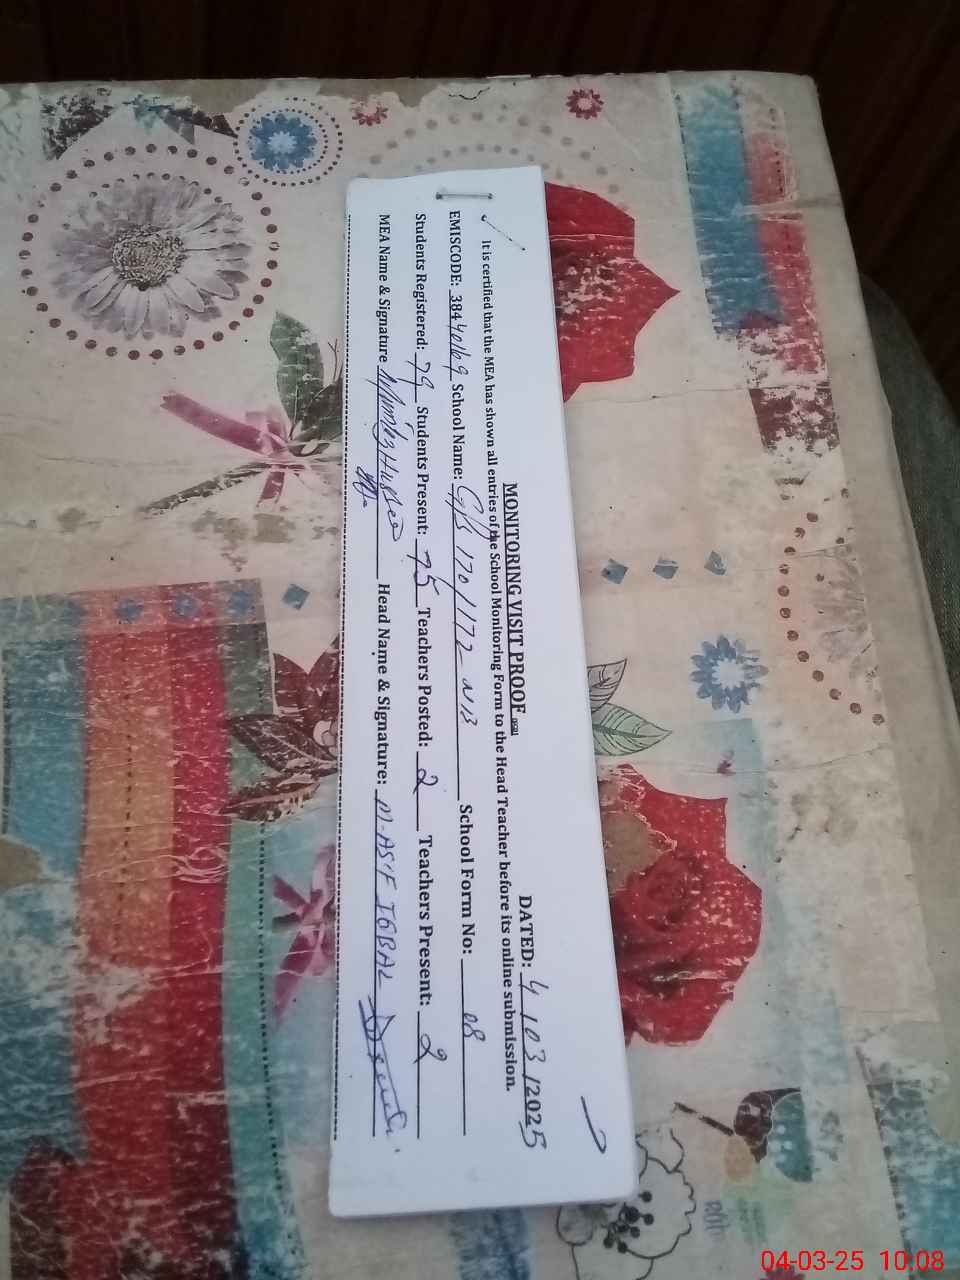 MONITORING VISIT PROOF DATED: 4/03/2025
It is certified that the MEA has shown all entries of the School Monitoring Form to the Head Teacher before its online submission.
EMISCODE: 38440169 School Name: G/S 170/172-N/B School Form No: 08
Students Registered: 79 Students Present: 75 Teachers Posted: 2 Teachers Present: 2
MEA Name & Signature Hussain Head Name & Signature: M-ASIF IQBAL
04-03-25 10:08